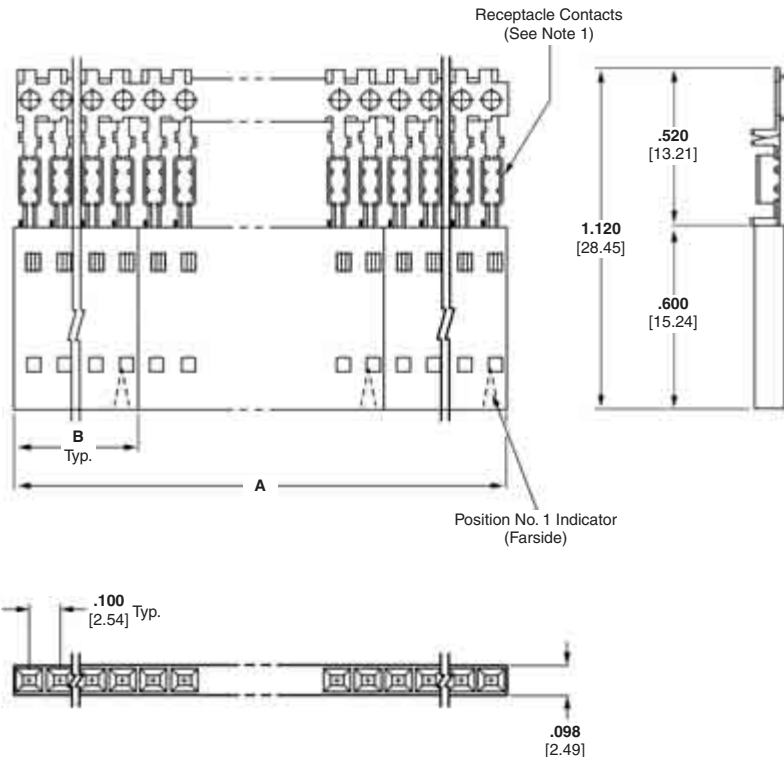 Receptacle Contacts
(See Note 1)
.520
[13.21]
1.120
[28.45]
.600
[15.24]
B
Typ.
A
Position No. 1 Indicator
(Farside)
.100
[2.54] Typ.
.098
[2.49]